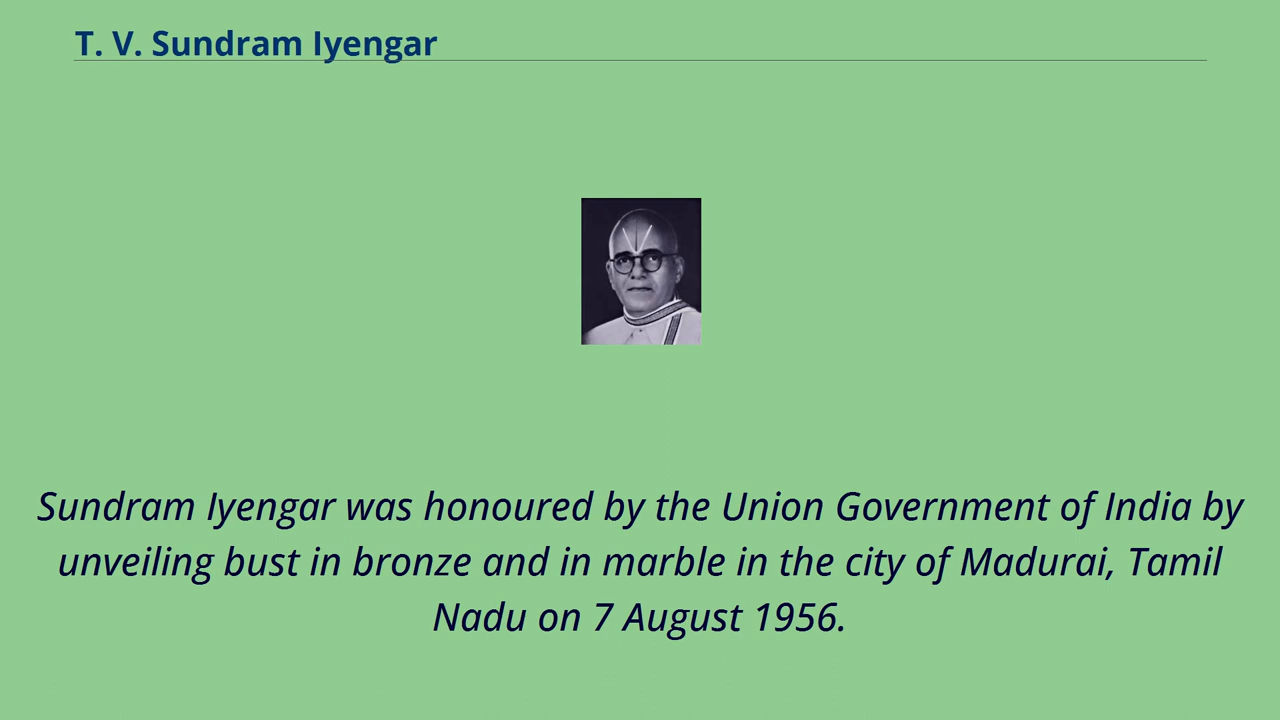 T. V. Sundram Iyengar
Sundram Iyengar was honoured by the Union Government of India by
unveiling bust in bronze and in marble in the city of Madurai, Tamil
Nadu on 7 August 1956.